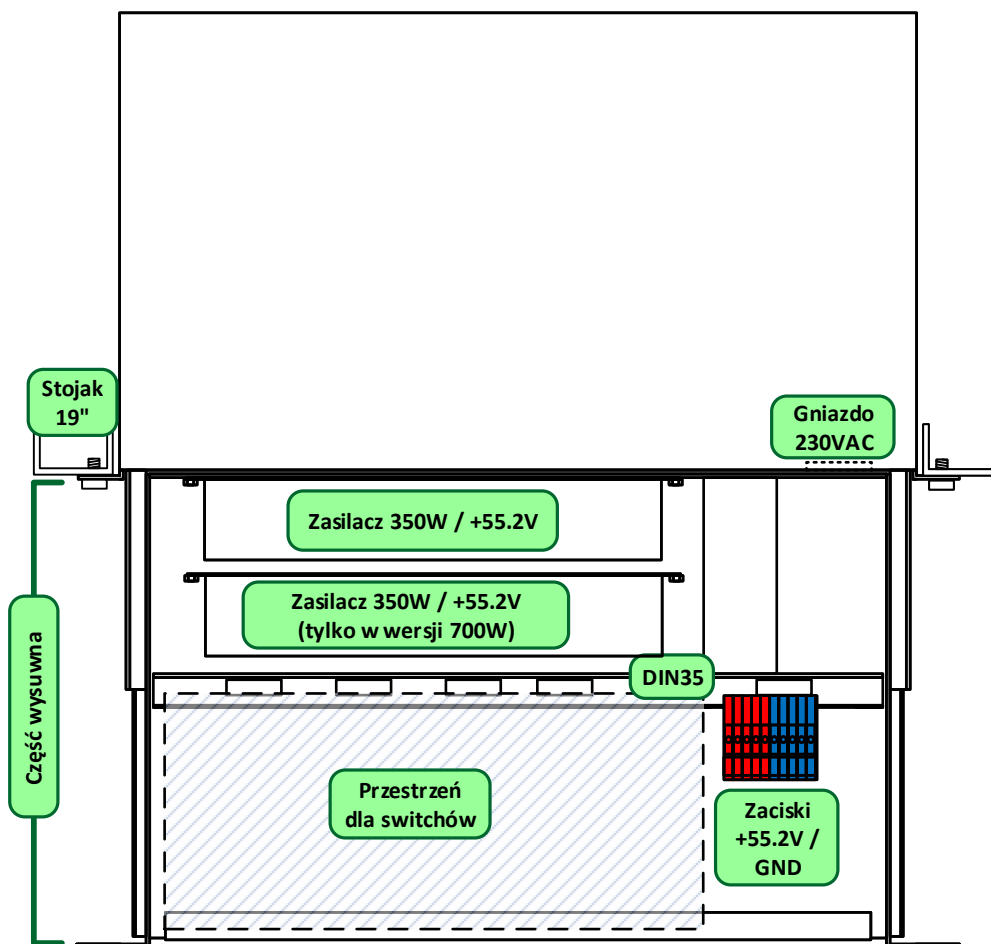 Stojak
19"
Gniazdo
230VAC
Zasilacz 350W / +55.2V
Zasilacz 350W / +55.2V
(tylko w wersji 700W)
Część wysuwna
DIN35
Przestrzeń
dla switchów
Zaciski
+55.2V /
GND